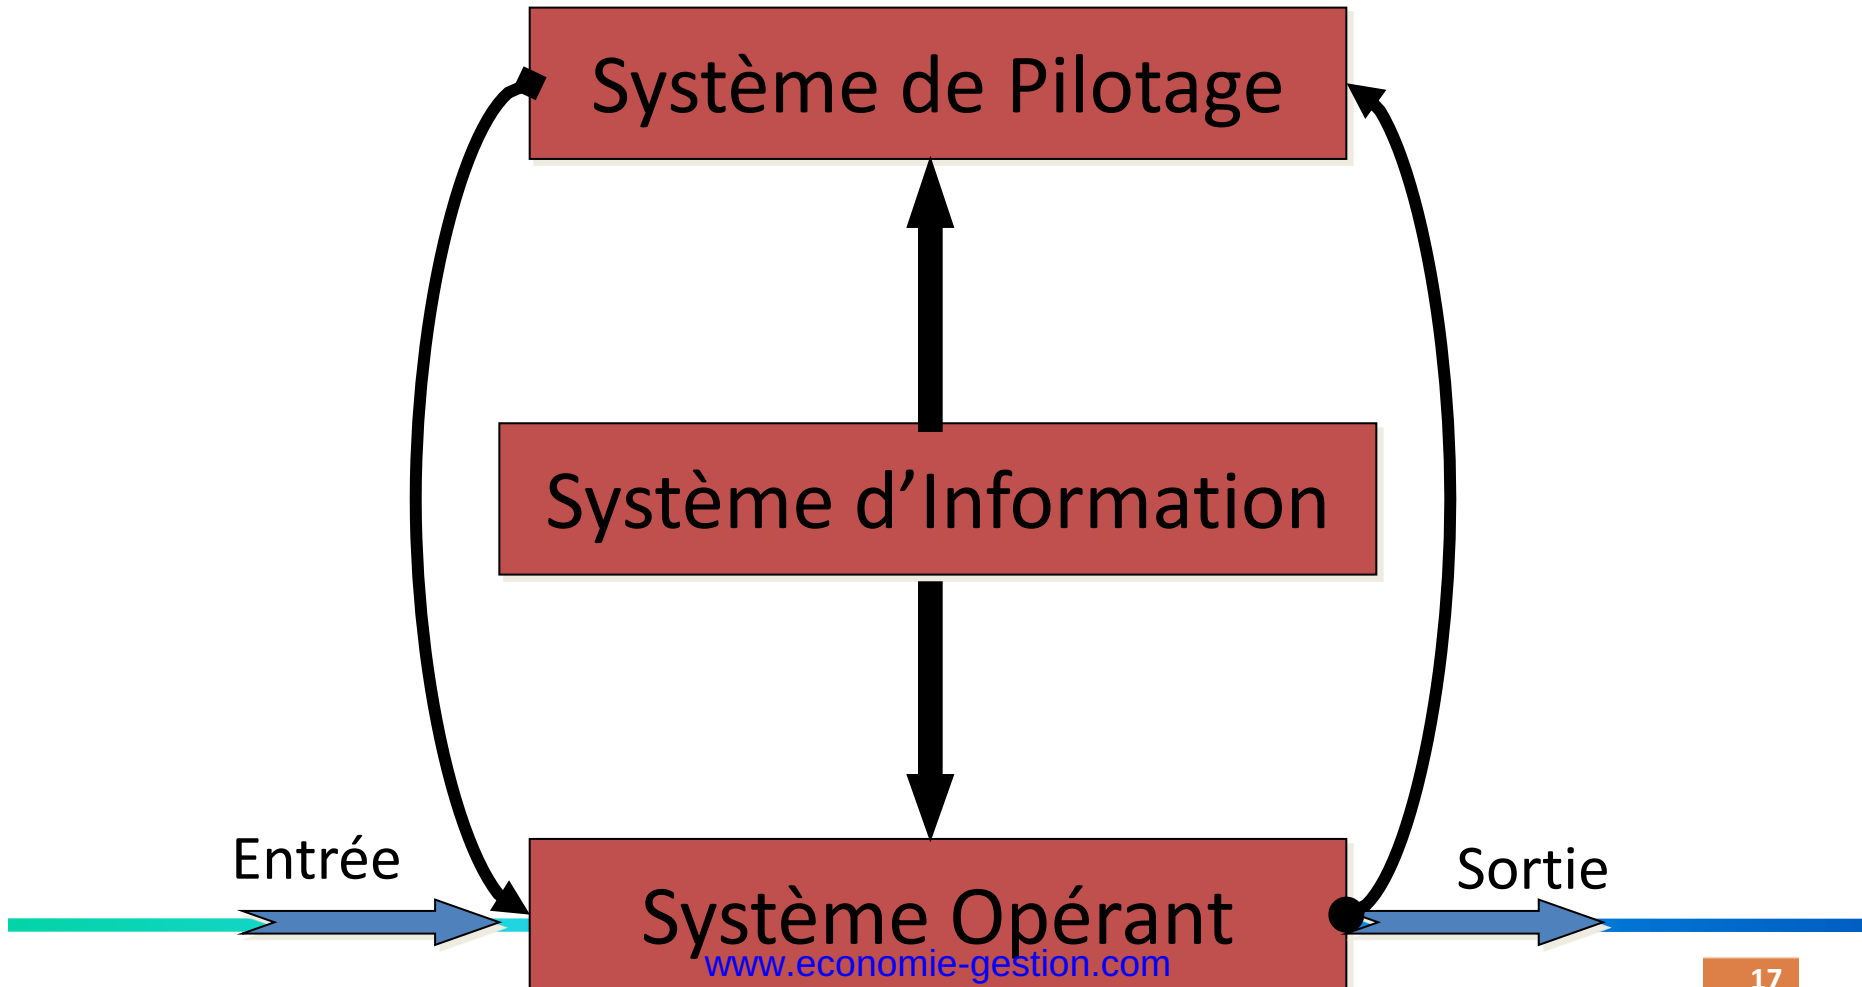 Système de Pilotage
Système d’Information
Entrée
Sortie
Système Opérant
www.economie-gestion.com
17